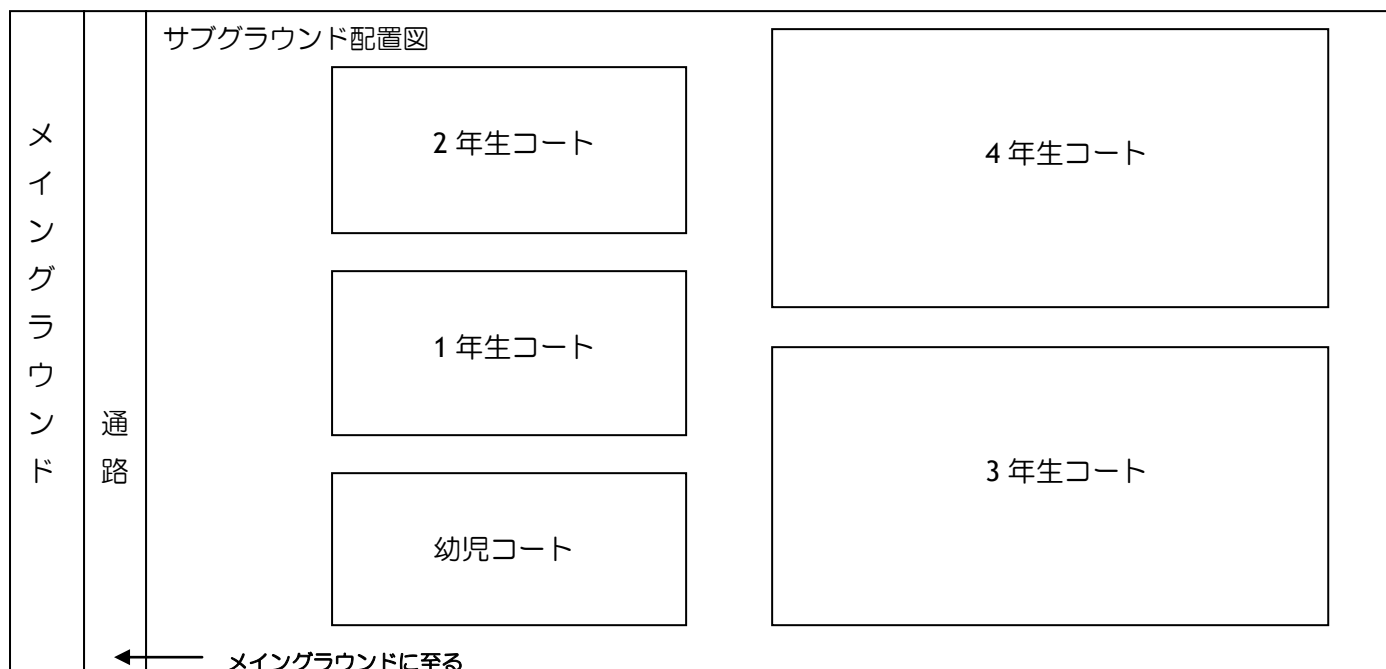 サブグラウンド配置図
メイングラウンド
通路
2年生コート
4年生コート
1年生コート
3年生コート
幼児コート
メイングラウンドに至る